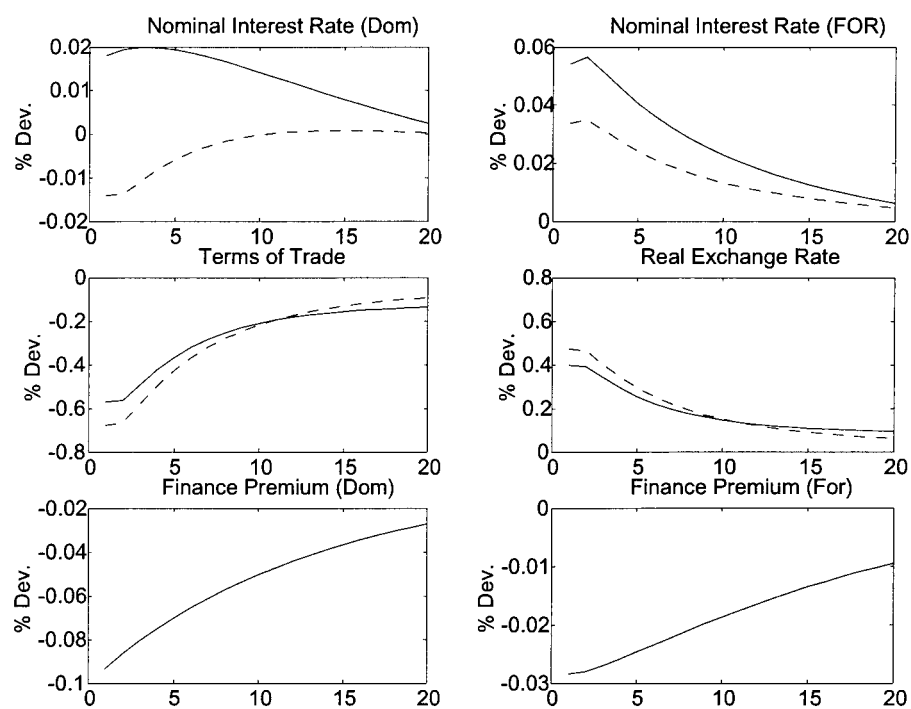 Nominal Interest Rate (Dom)
0.02
0.01
0
-0.01
-0.02
% Dev.
0 5 10 15 20
Nominal Interest Rate (FOR)
0.06
0.04
0.02
0
% Dev.
0 5 10 15 20
Terms of Trade
0
-0.2
-0.4
-0.6
-0.8
% Dev.
0 5 10 15 20
Real Exchange Rate
0.8
0.6
0.4
0.2
0
% Dev.
0 5 10 15 20
Finance Premium (Dom)
-0.02
-0.04
-0.06
-0.08
-0.1
% Dev.
0 5 10 15 20
Finance Premium (For)
0
-0.01
-0.02
-0.03
% Dev.
0 5 10 15 20